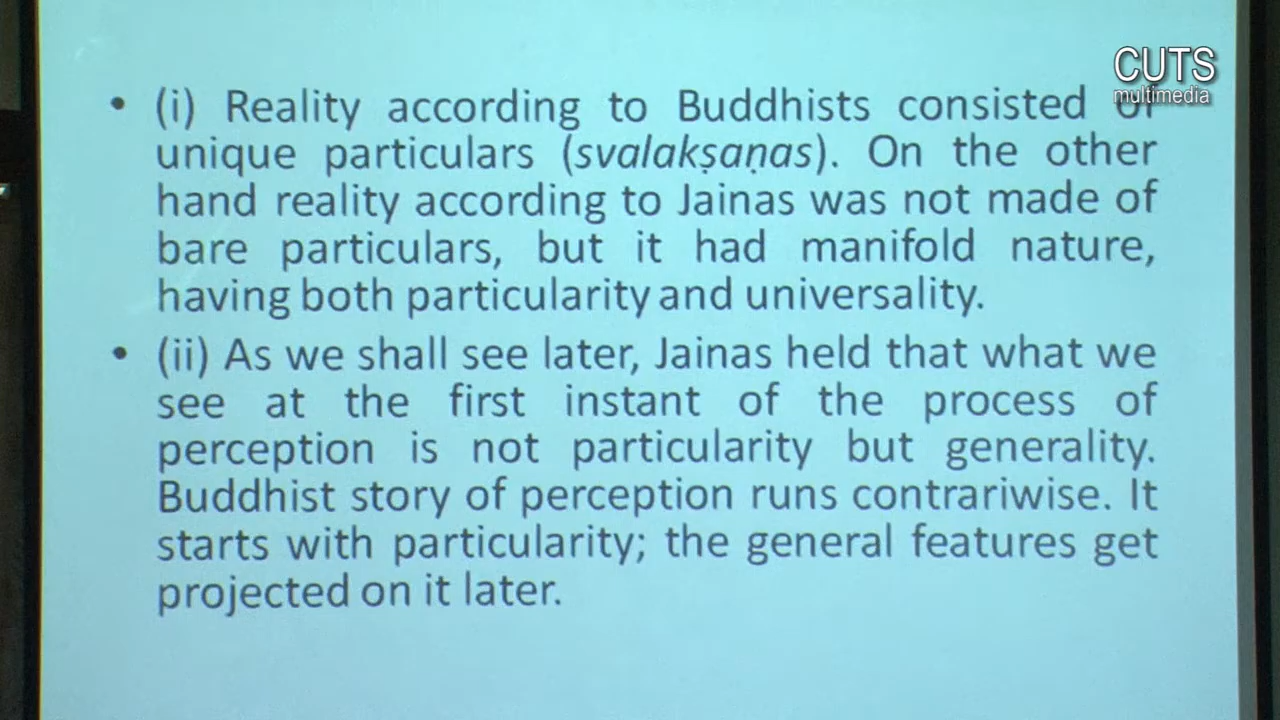 CUTS
multimedia
• (i) Reality according to Buddhists consisted of
unique particulars (svalakṣaṇas). On the other
hand reality according to Jainas was not made of
bare particulars, but it had manifold nature,
having both particularity and universality.
• (ii) As we shall see later, Jainas held that what we
see at the first instant of the process of
perception is not particularity but generality.
Buddhist story of perception runs contrariwise. It
starts with particularity; the general features get
projected on it later.